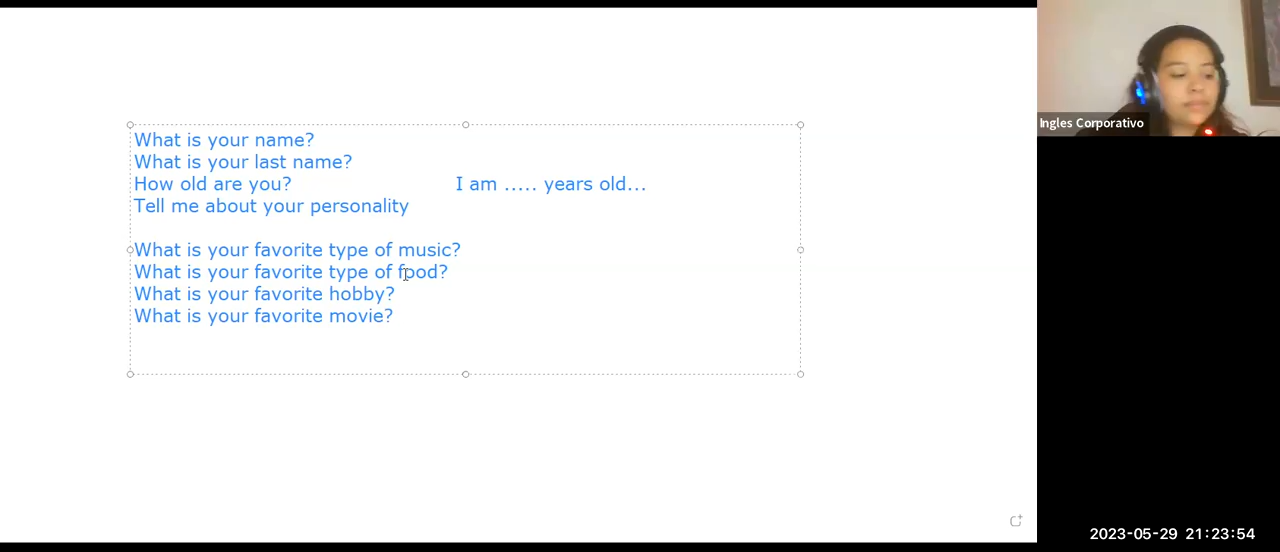 What is your name?
What is your last name?
How old are you? I am ..... years old...
Tell me about your personality
What is your favorite type of music?
What is your favorite type of food?
What is your favorite hobby?
What is your favorite movie?
Ingles Corporativo
2023-05-29 21:23:54